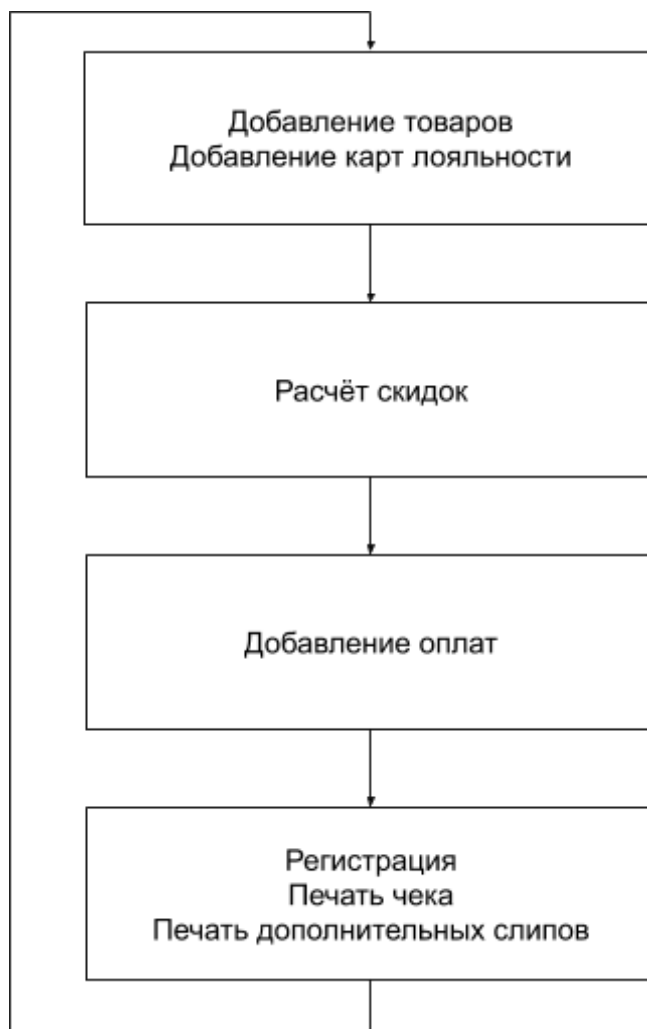 Добавление товаров
Добавление карт лояльности
Расчёт скидок
Добавление оплат
Регистрация
Печать чека
Печать дополнительных слипов